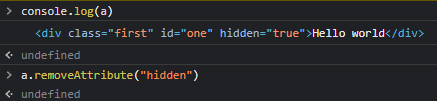 > console.log(a)
<div class="first" id="one" hidden="true">Hello world</div>
< undefined
> a.removeAttribute("hidden")
< undefined